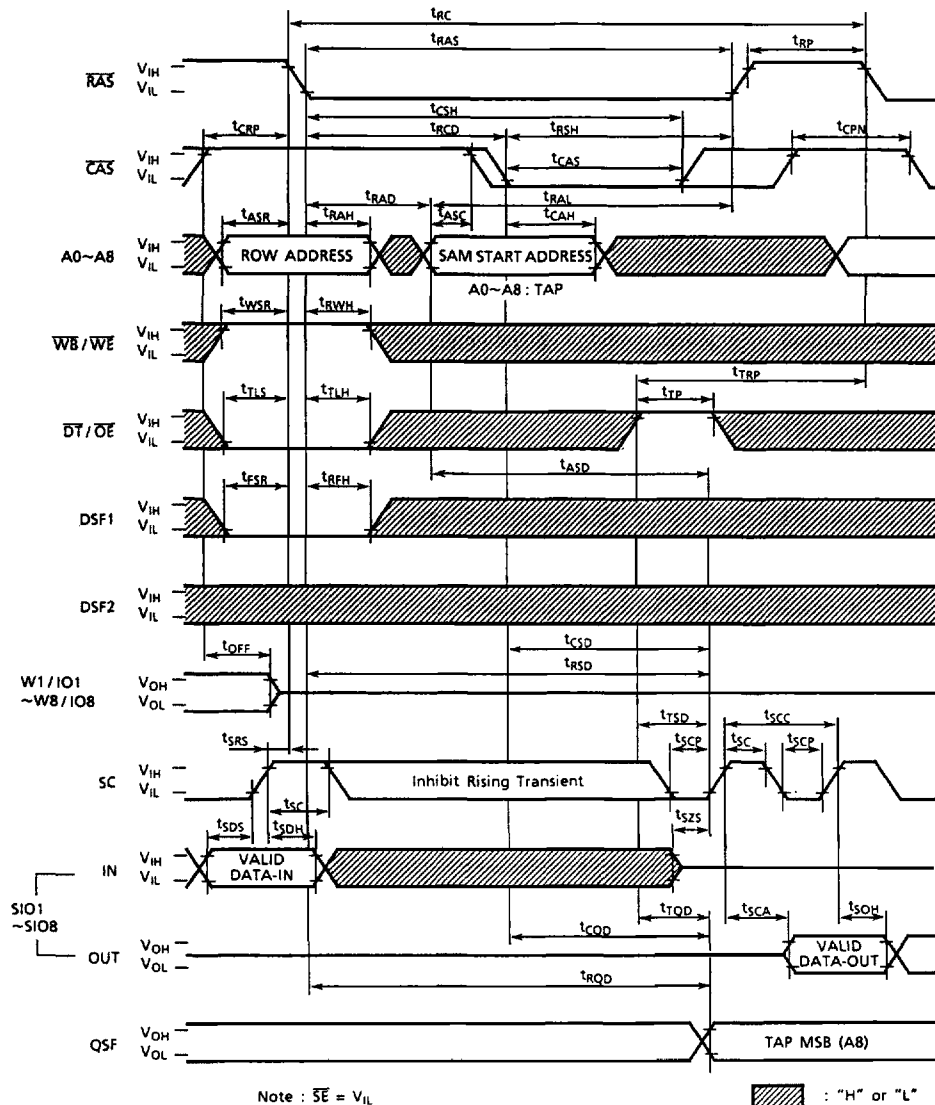 tRC
tRAS
tRP
RAS VIH
VIL
tCSH
tCRP tRCD tRSH tCPN
CAS VIH
VIL
tCAS
tRAD tRAL
tASR tRAH tASC tCAH
A0~A8 VIH
VIL
ROW ADDRESS SAM START ADDRESS
A0~A8 : TAP
tWSR tRWH
WB / WE VIH
VIL
tTRP
tTLS tTLH tTP
DT / OE VIH
VIL
tASD
tFSR tRFH
DSF1 VIH
VIL
DSF2 VIH
VIL
tCSD
tOFF tRSD
W1 / IO1
~W8 / IO8
VOH
VOL
tTSD tSCC
tSRS tSCP tSC tSCP
SC VIH
VIL
Inhibit Rising Transient
tSC tSZS
tSDS tSDH
IN VIH
VIL
VALID
DATA-IN
SIO1
~SIO8
tTQD tSCA tSOH
tCQD
OUT VOH
VOL
VALID
DATA-OUT
tRQD
QSF VOH
VOL
TAP MSB (A8)
Note : SE = VIL
: "H" or "L"